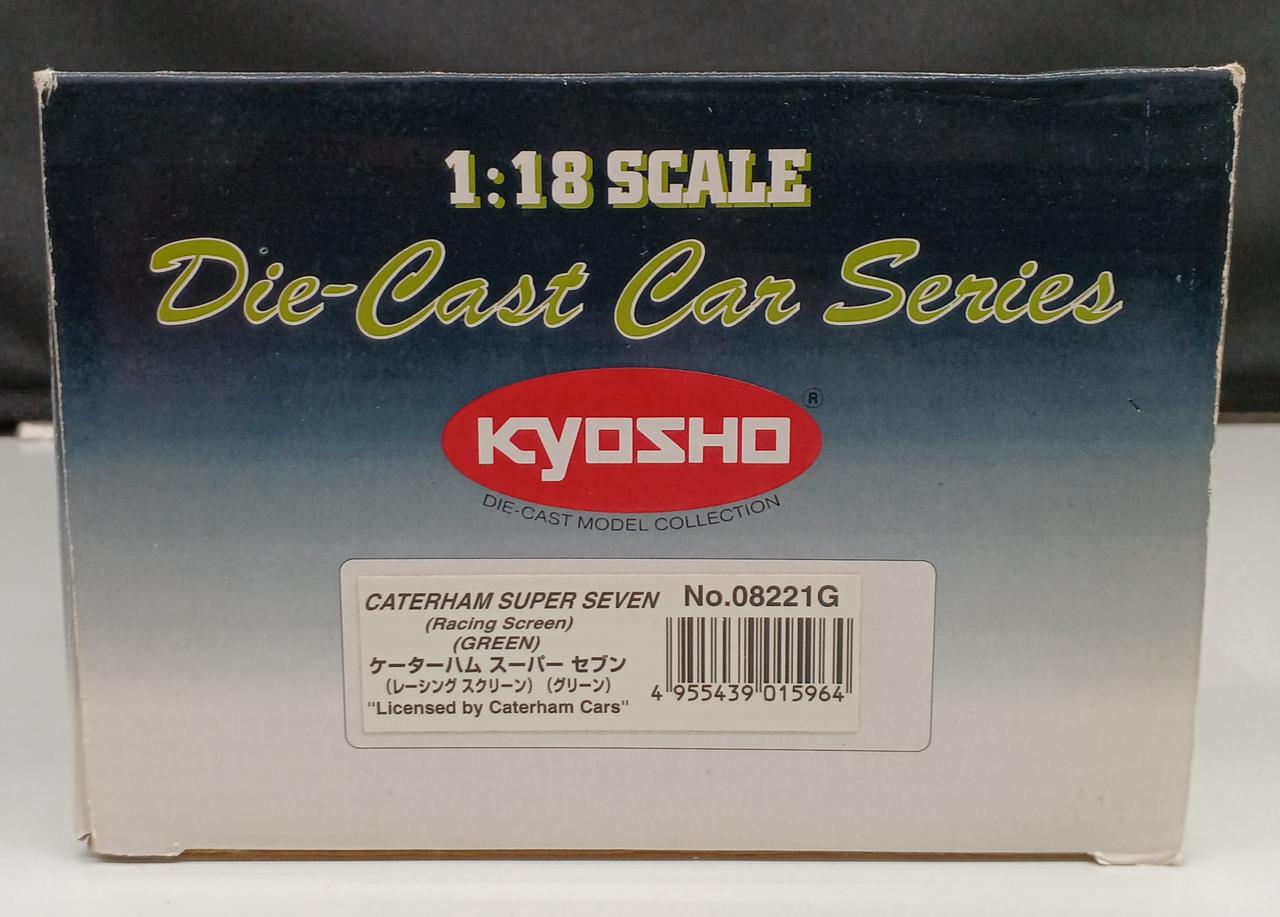 1:18 SCALE
Die-Cast Car Series
KYOSHO ®
DIE-CAST MODEL COLLECTION
CATERHAM SUPER SEVEN No.08221G
(Racing Screen)
(GREEN)
ケーターハム スーパー セブン
(レーシング スクリーン) (グリーン)
"Licensed by Caterham Cars"
4 955439 015964